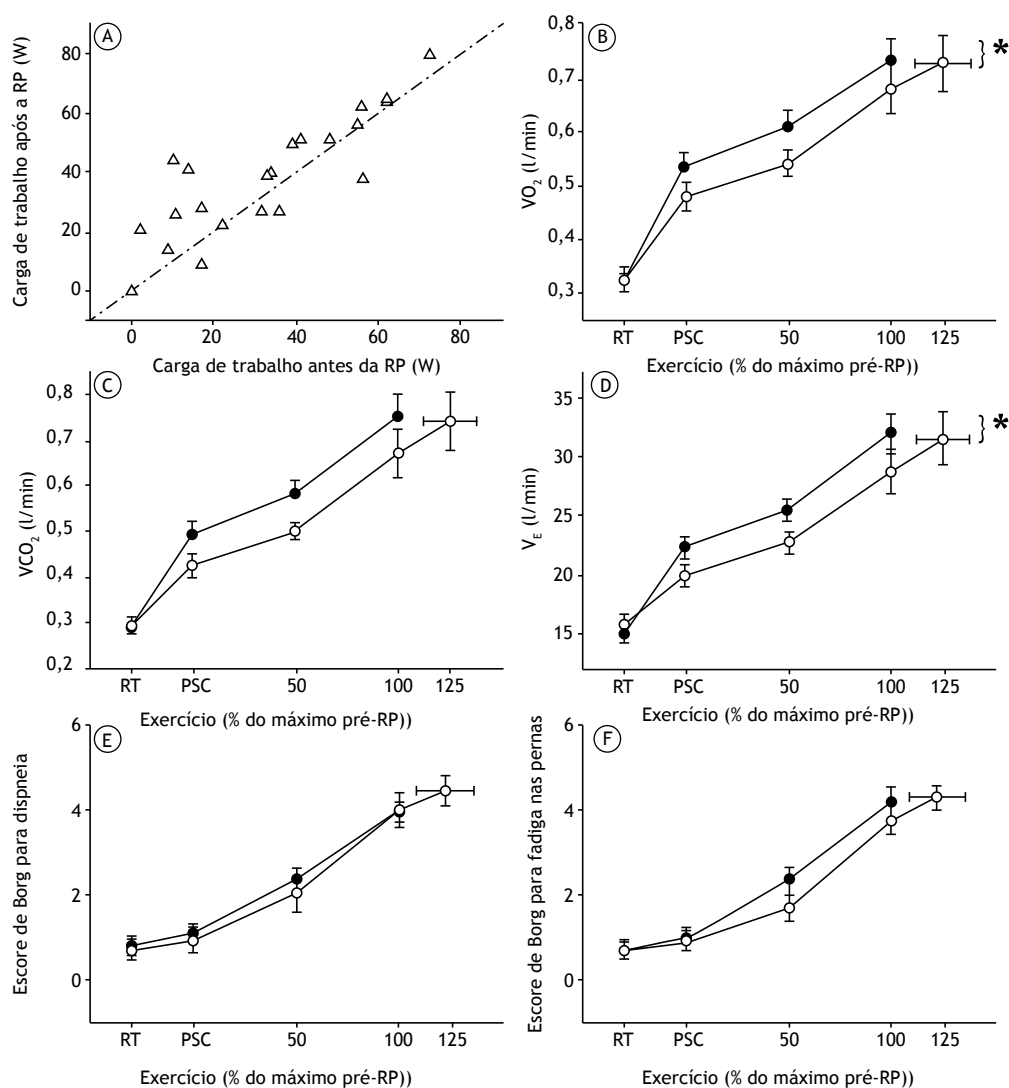 A
Carga de trabalho após a RP (W)
80
60
40
20
0
0 20 40 60 80
Carga de trabalho antes da RP (W)
B
VO₂ (l/min)
0,8
0,7
0,6
0,5
0,4
0,3
*
RT PSC 50 100 125
Exercício (% do máximo pré-RP))
C
VCO₂ (l/min)
0,8
0,7
0,6
0,5
0,4
0,3
0,2
RT PSC 50 100 125
Exercício (% do máximo pré-RP))
D
V_E (l/min)
35
30
25
20
15
*
RT PSC 50 100 125
Exercício (% do máximo pré-RP))
E
Escore de Borg para dispneia
6
4
2
0
RT PSC 50 100 125
Exercício (% do máximo pré-RP))
F
Escore de Borg para fadiga nas pernas
6
4
2
0
RT PSC 50 100 125
Exercício (% do máximo pré-RP))